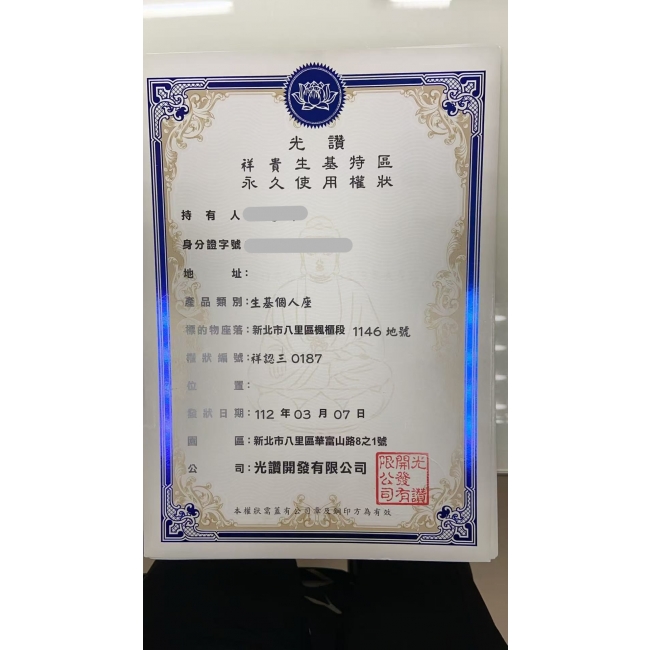 光讚
祥貴生基特區
永久使用權狀
持有人
身分證字號
地址：
產品類別：生基個人座
標的物座落：新北市八里區楓櫃段 1146 地號
權狀編號：祥認三 0187
位置：
發狀日期：112 年 03 月 07 日
園區：新北市八里區華富山路8之1號
公司：光讚開發有限公司
光讚開發有限公司
本權狀需蓋有公司章及鋼印方為有效